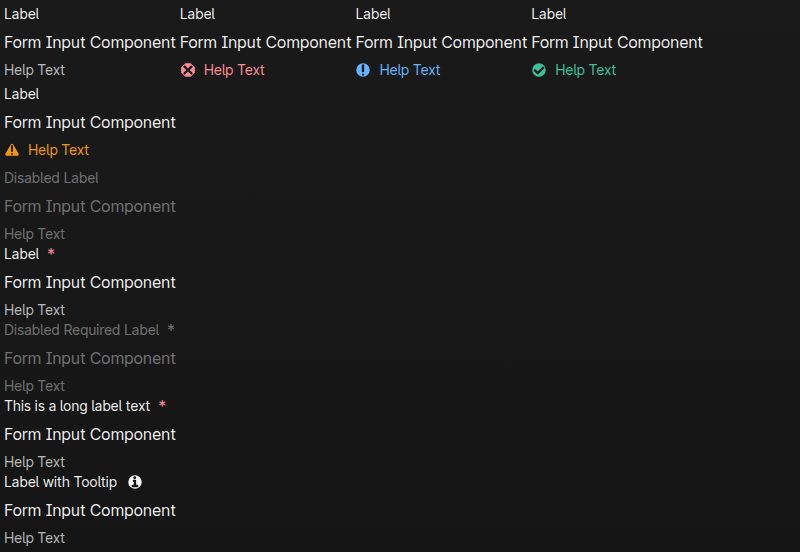 Label Label Label Label
Form Input Component Form Input Component Form Input Component Form Input Component
Help Text Help Text Help Text Help Text
Label
Form Input Component
Help Text
Disabled Label
Form Input Component
Help Text
Label *
Form Input Component
Help Text
Disabled Required Label *
Form Input Component
Help Text
This is a long label text *
Form Input Component
Help Text
Label with Tooltip
Form Input Component
Help Text